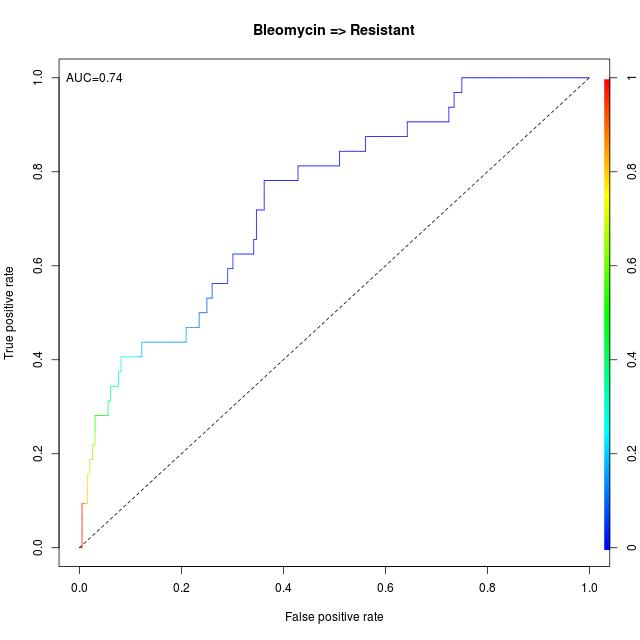 Bleomycin => Resistant
AUC=0.74
True positive rate
1.0
0.8
0.6
0.4
0.2
0.0
0.0 0.2 0.4 0.6 0.8 1.0
False positive rate
1
0.8
0.6
0.4
0.2
0